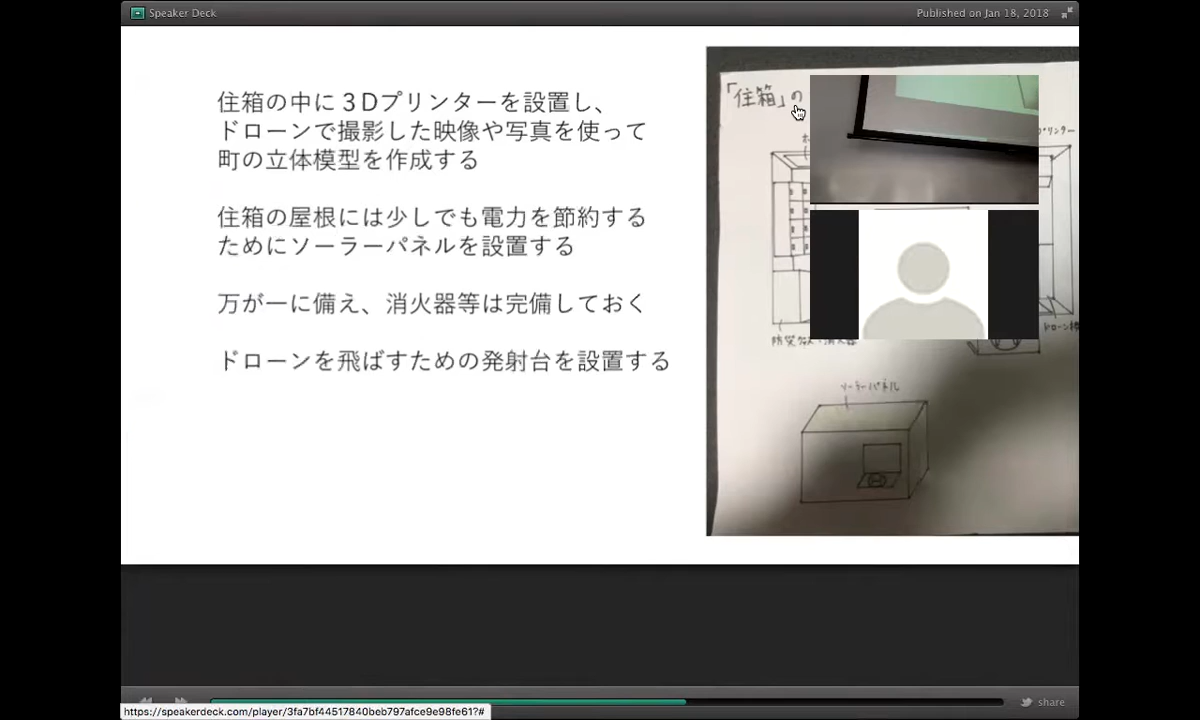 Speaker Deck
Published on Jan 18, 2018
住箱の中に３Dプリンターを設置し、
ドローンで撮影した映像や写真を使って
町の立体模型を作成する
住箱の屋根には少しでも電力を節約する
ためにソーラーパネルを設置する
万が一に備え、消火器等は完備しておく
ドローンを飛ばすための発射台を設置する
「住箱」の
ソーラーパネル
share
https://speakerdeck.com/player/3fa7bf44517840beb797afce9e98fe61?#